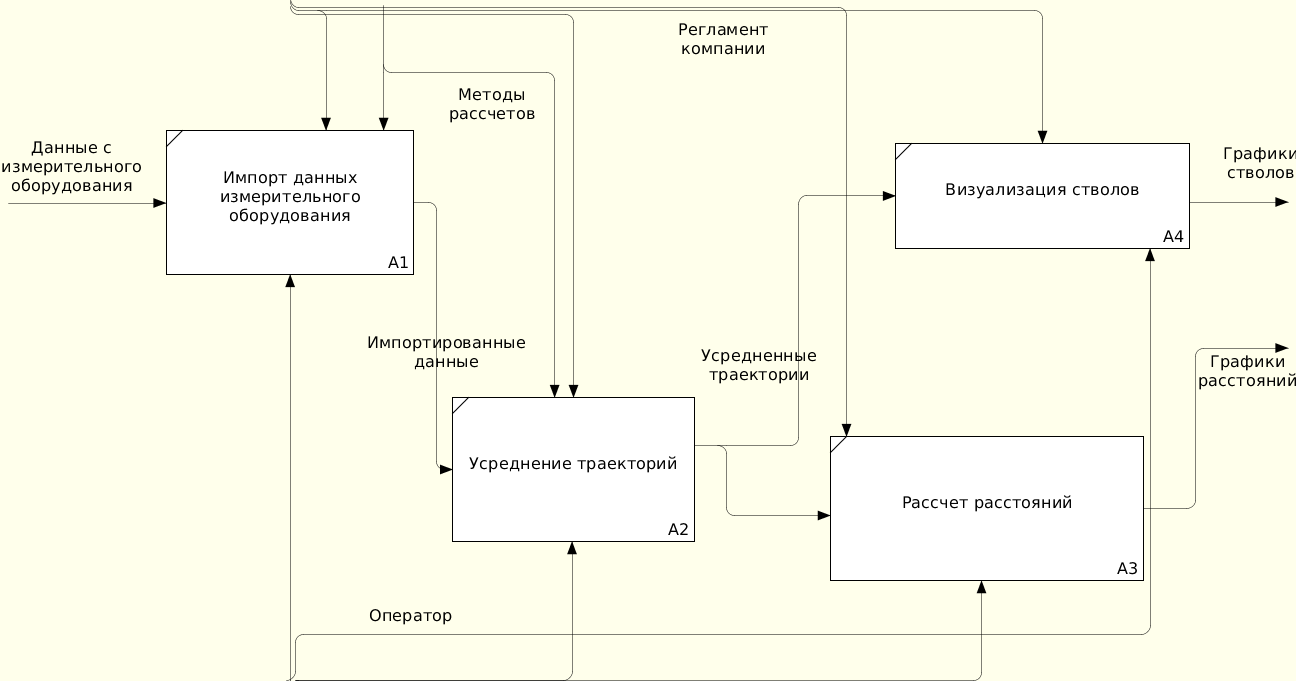 Регламент
компании
Методы
рассчетов
Данные с
измерительного
оборудования
Импорт данных
измерительного
оборудования
A1
Визуализация стволов
A4
Графики
стволов
Импортированные
данные
Усредненные
траектории
Графики
расстояний
Усреднение траекторий
A2
Рассчет расстояний
A3
Оператор